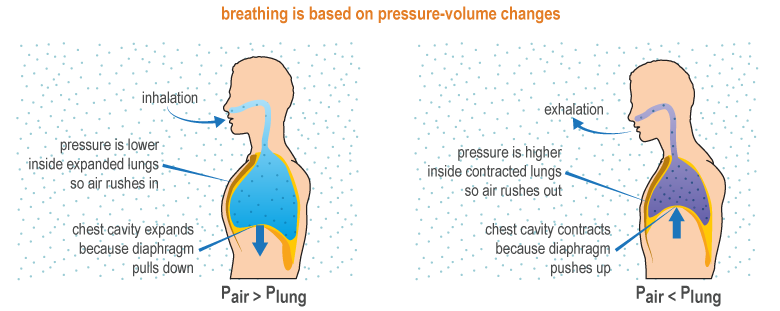 breathing is based on pressure-volume changes
inhalation
pressure is lower
inside expanded lungs
so air rushes in
chest cavity expands
because diaphragm
pulls down
Pair > Plung
exhalation
pressure is higher
inside contracted lungs
so air rushes out
chest cavity contracts
because diaphragm
pushes up
Pair < Plung